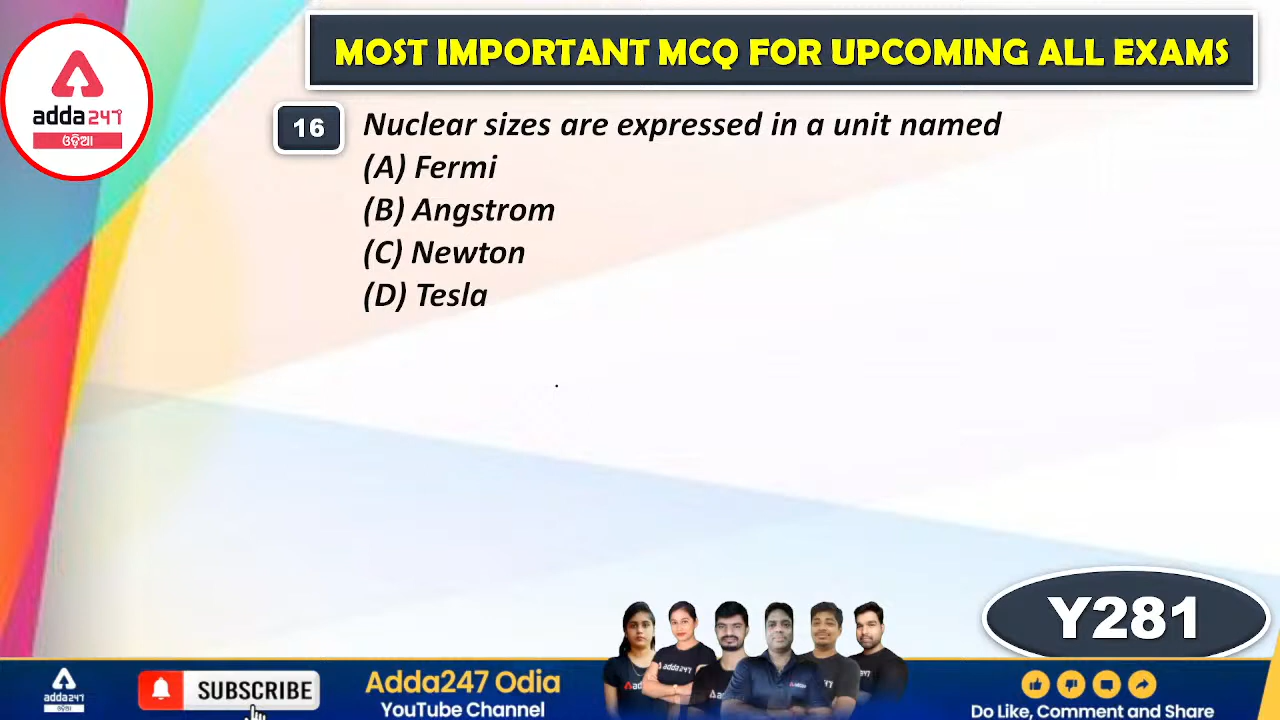 MOST IMPORTANT MCQ FOR UPCOMING ALL EXAMS
adda247
ଓଡ଼ିଆ
16 Nuclear sizes are expressed in a unit named
(A) Fermi
(B) Angstrom
(C) Newton
(D) Tesla
Y281
adda247
ଓଡ଼ିଆ
SUBSCRIBE
Adda247 Odia
YouTube Channel
adda247
Do Like, Comment and Share